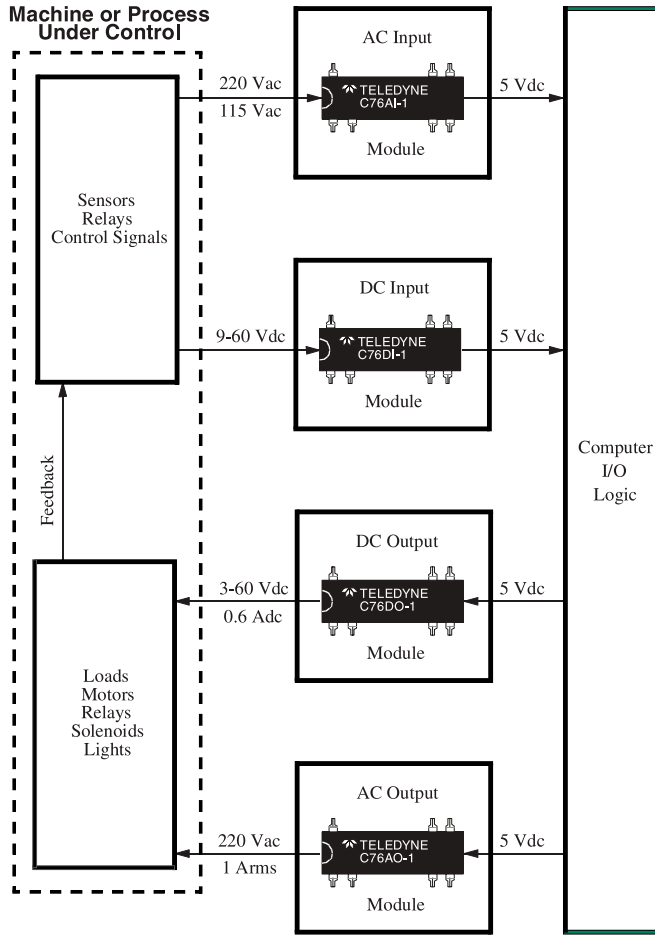 Machine or Process
Under Control
Sensors
Relays
Control Signals
Feedback
Loads
Motors
Relays
Solenoids
Lights
220 Vac
115 Vac
AC Input
TELEDYNE
C76AI-1
Module
5 Vdc
9-60 Vdc
DC Input
TELEDYNE
C76DI-1
Module
5 Vdc
3-60 Vdc
0.6 Adc
DC Output
TELEDYNE
C76DO-1
Module
5 Vdc
220 Vac
1 Arms
AC Output
TELEDYNE
C76AO-1
Module
5 Vdc
Computer
I/O
Logic